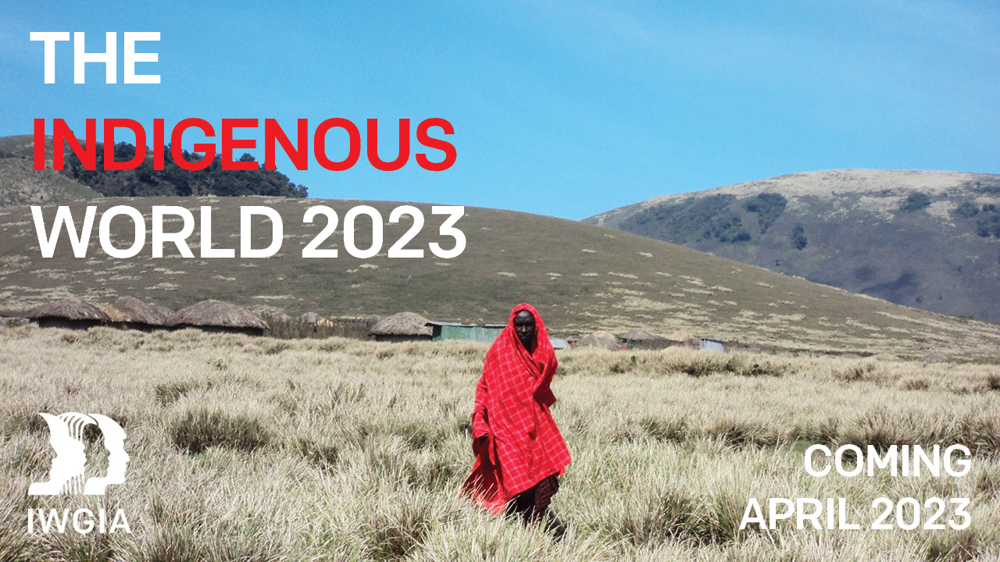 THE
INDIGENOUS
WORLD 2023
IWGIA
COMING
APRIL 2023